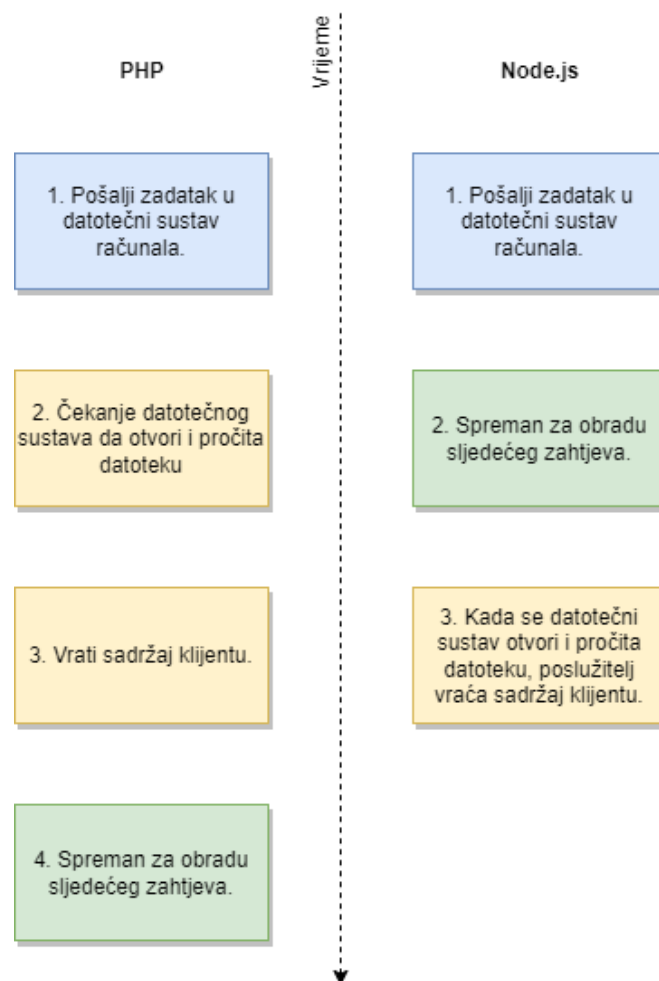 PHP
Vrijeme
Node.js
1. Pošalji zadatak u
datotečni sustav
računala.
1. Pošalji zadatak u
datotečni sustav
računala.
2. Čekanje datotečnog
sustava da otvori i pročita
datoteku
2. Spreman za obradu
sljedećeg zahtjeva.
3. Vrati sadržaj klijentu.
3. Kada se datotečni
sustav otvori i pročita
datoteku, poslužitelj
vraća sadržaj klijentu.
4. Spreman za obradu
sljedećeg zahtjeva.